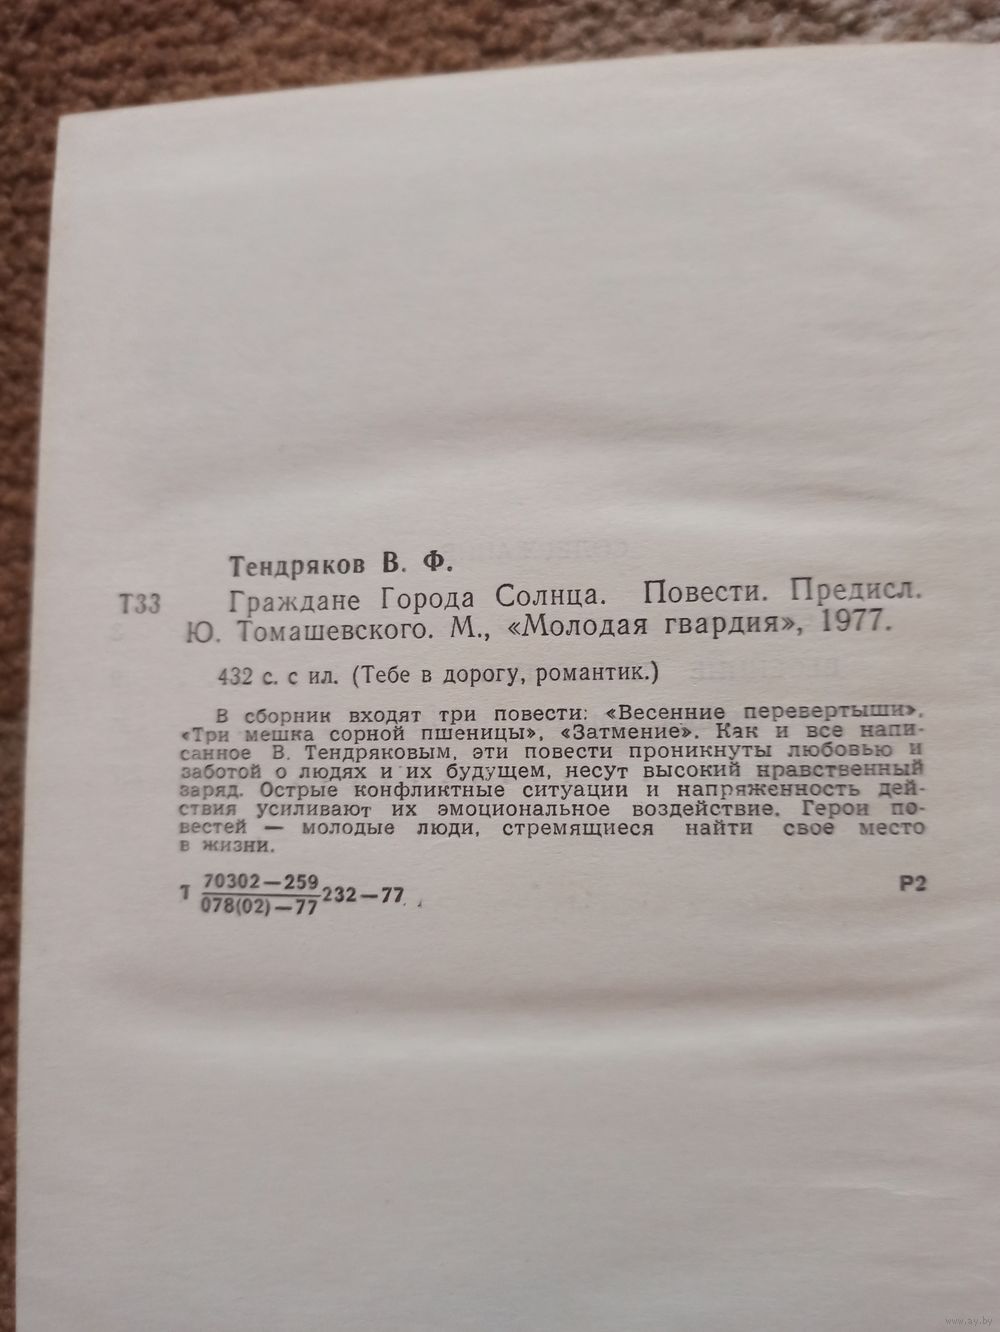 Тендряков В. Ф.
Т33 Граждане Города Солнца. Повести. Предисл.
Ю. Томашевского. М., «Молодая гвардия», 1977.
432 с. с ил. (Тебе в дорогу, романтик.)
В сборник входят три повести: «Весенние перевертыши»,
«Три мешка сорной пшеницы», «Затмение». Как и все напи-
санное В. Тендряковым, эти повести проникнуты любовью и
заботой о людях и их будущем, несут высокий нравственный
заряд. Острые конфликтные ситуации и напряженность дей-
ствия усиливают их эмоциональное воздействие. Герои по-
вестей — молодые люди, стремящиеся найти свое место
в жизни.
Т 70302—259
078(02)—77 232—77 Р2
www.ay.by